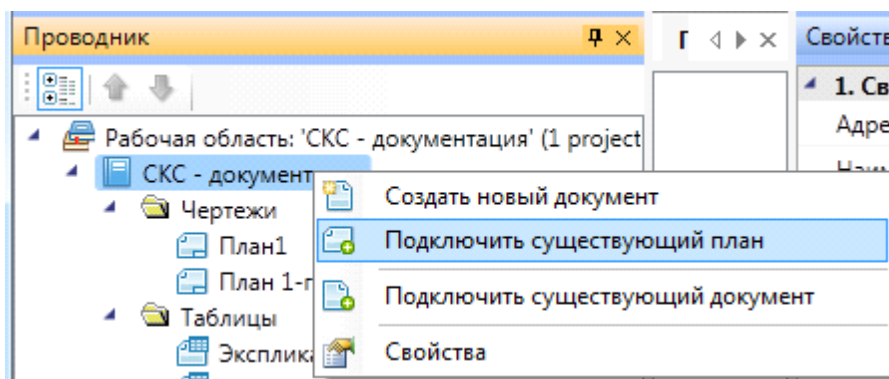 Проводник
Г
Свойств
Рабочая область: 'СКС - документация' (1 project
1. Св
СКС - документ
Адре
Создать новый документ
Чертежи
План1
Подключить существующий план
План 1-г
Подключить существующий документ
Таблицы
Эксплик
Свойства